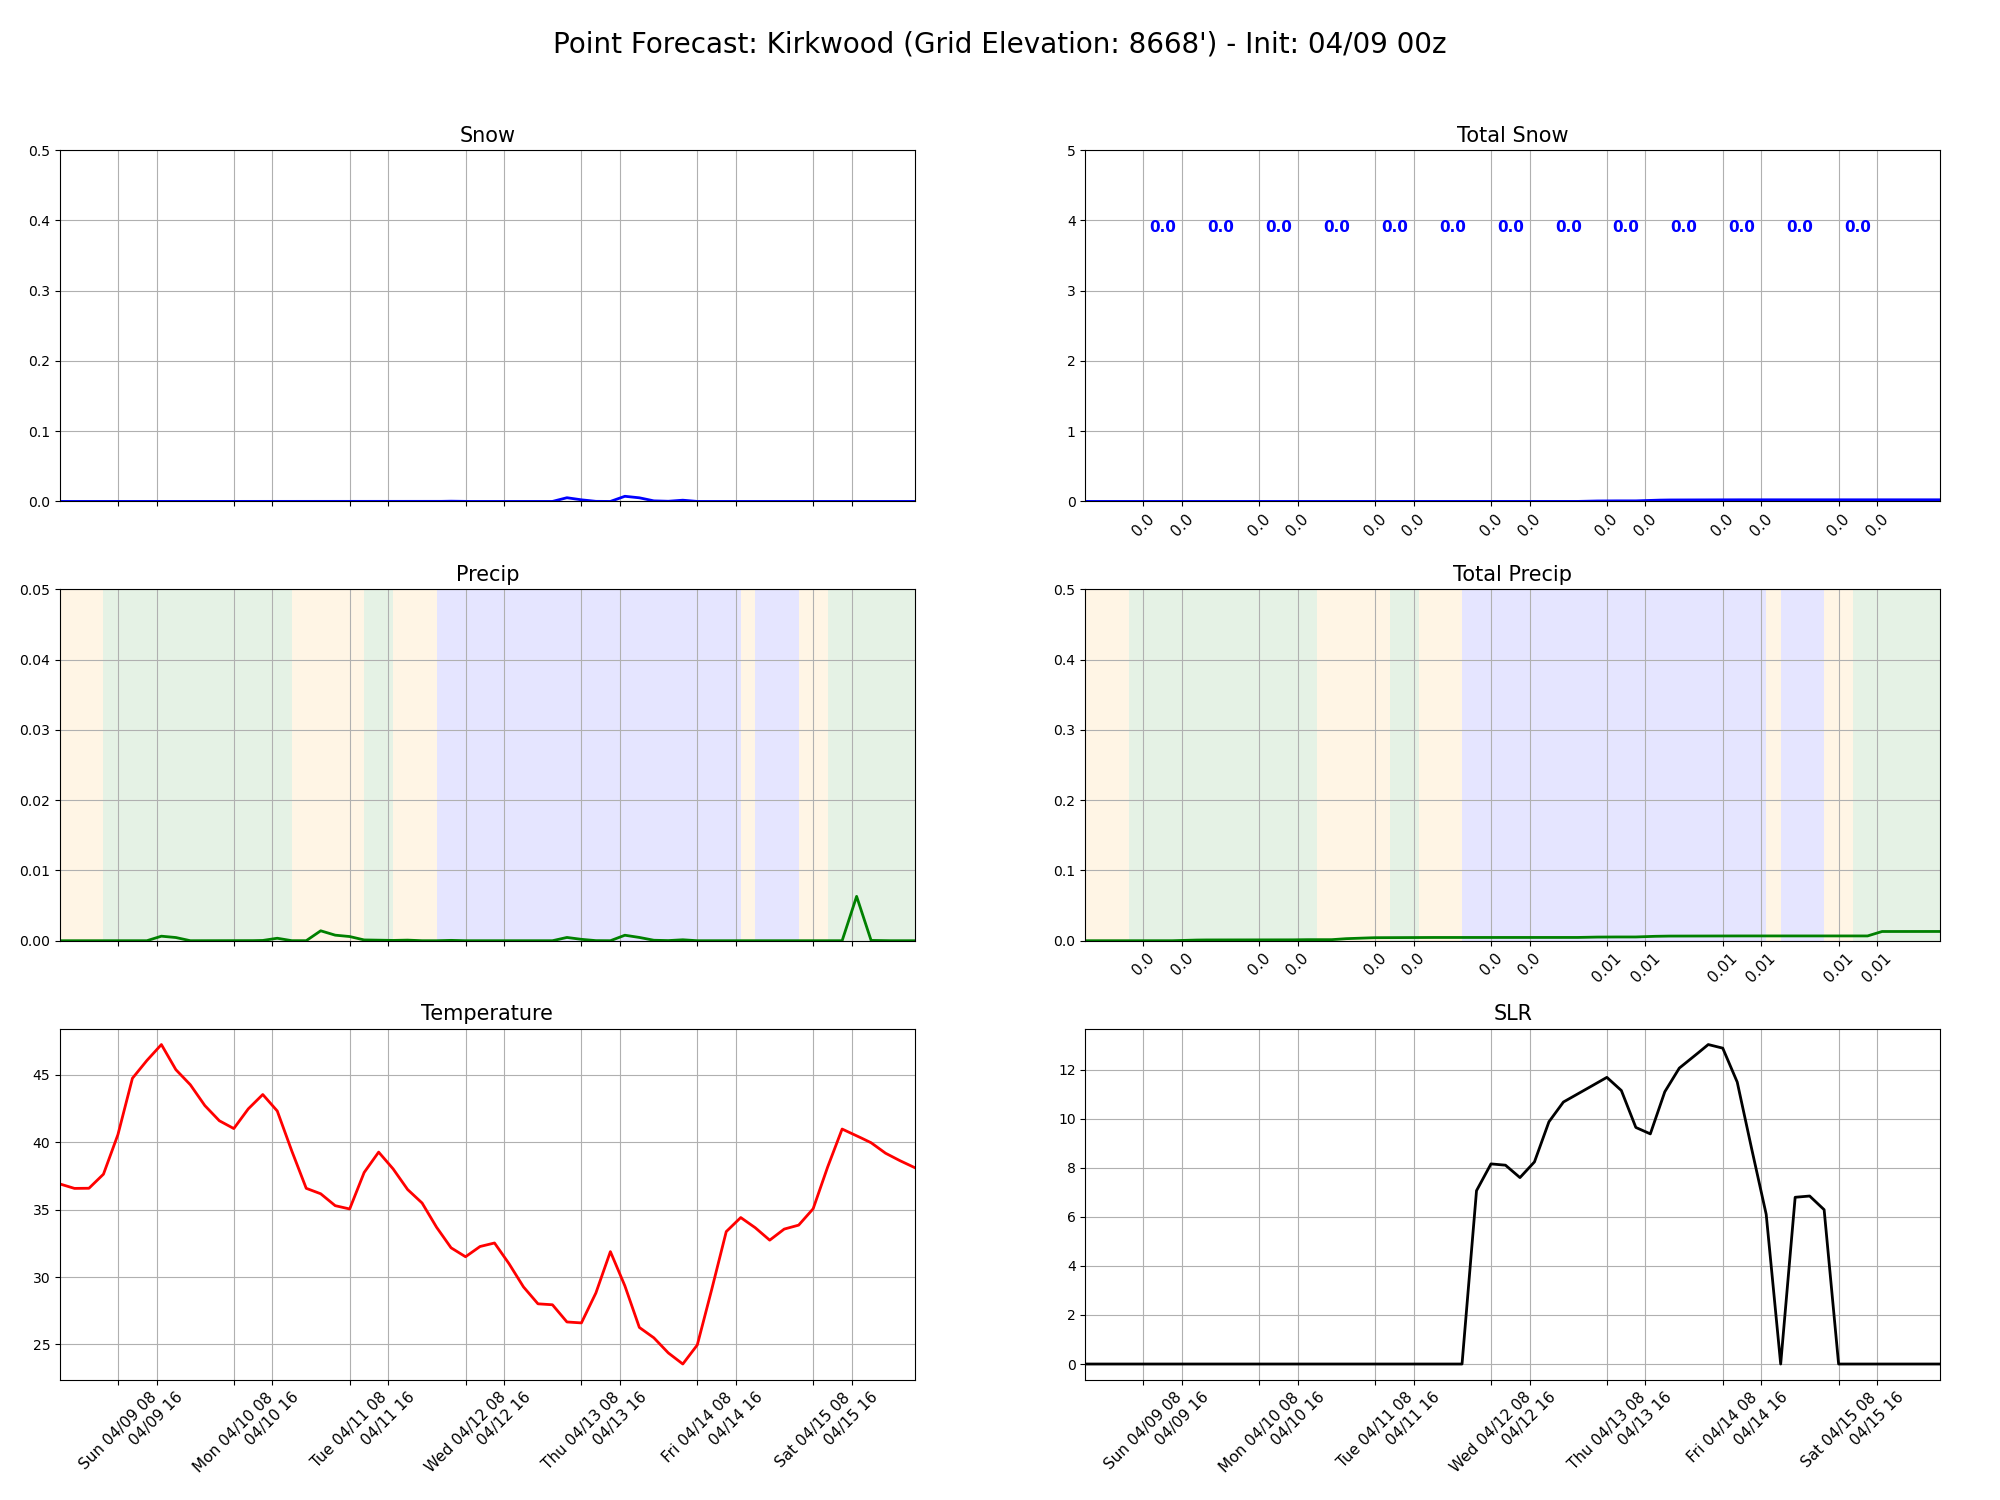 Point Forecast: Kirkwood (Grid Elevation: 8668') - Init: 04/09 00z
Snow
0.5
0.4
0.3
0.2
0.1
0.0
Total Snow
5
4
3
2
1
0
0.0 0.0 0.0 0.0 0.0 0.0 0.0 0.0 0.0 0.0 0.0 0.0 0.0
0.0 0.0 0.0 0.0 0.0 0.0 0.0 0.0 0.0 0.0 0.0 0.0 0.0 0.0
Precip
0.05
0.04
0.03
0.02
0.01
0.00
Total Precip
0.5
0.4
0.3
0.2
0.1
0.0
0.0 0.0 0.0 0.0 0.0 0.0 0.0 0.0 0.01 0.01 0.01 0.01 0.01 0.01
Temperature
45
40
35
30
25
Sun 04/09 08
04/09 16
Mon 04/10 08
04/10 16
Tue 04/11 08
04/11 16
Wed 04/12 08
04/12 16
Thu 04/13 08
04/13 16
Fri 04/14 08
04/14 16
Sat 04/15 08
04/15 16
SLR
12
10
8
6
4
2
0
Sun 04/09 08
04/09 16
Mon 04/10 08
04/10 16
Tue 04/11 08
04/11 16
Wed 04/12 08
04/12 16
Thu 04/13 08
04/13 16
Fri 04/14 08
04/14 16
Sat 04/15 08
04/15 16